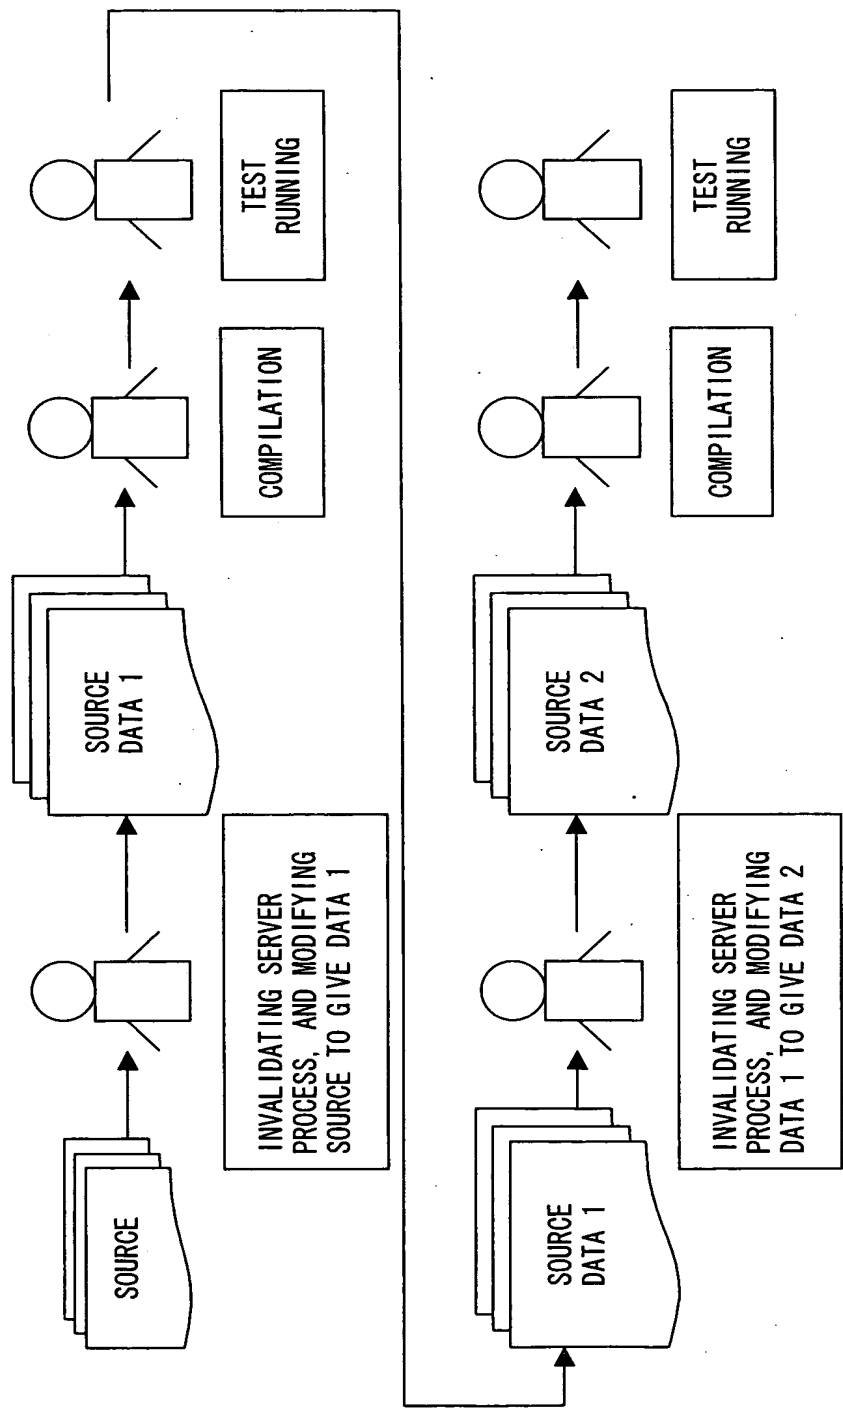 SOURCE
INVALIDATING SERVER
PROCESS, AND MODIFYING
SOURCE TO GIVE DATA 1
SOURCE
DATA 1
COMPILATION
TEST
RUNNING
SOURCE
DATA 1
INVALIDATING SERVER
PROCESS, AND MODIFYING
DATA 1 TO GIVE DATA 2
SOURCE
DATA 2
COMPILATION
TEST
RUNNING